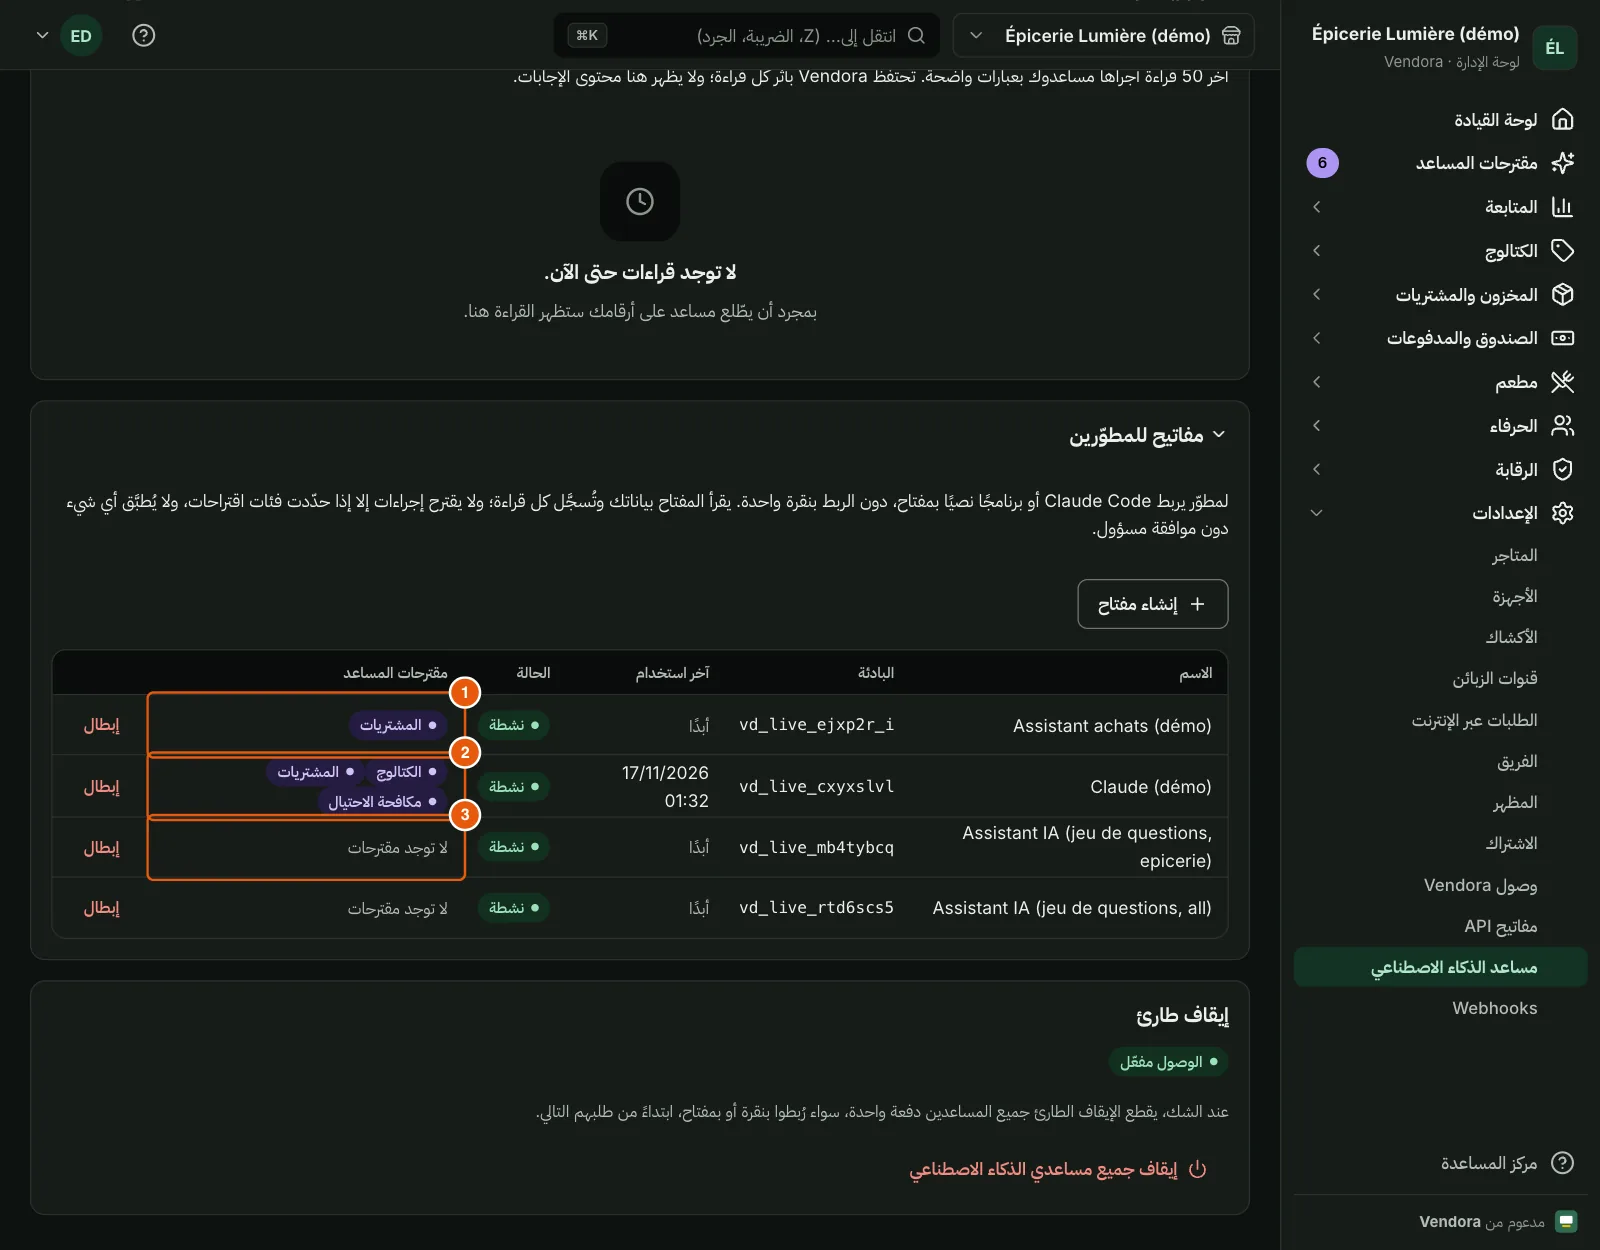 Épicerie Lumière (démo)
لوحة الإدارة · Vendora
ÉL
Épicerie Lumière (démo)
انتقل إلى... (Z، الضريبة، الجرد)
⌘K
ED
لوحة القيادة
مقترحات المساعد
6
المتابعة
الكتالوج
المخزون والمشتريات
الصندوق والمدفوعات
مطعم
الحرفاء
الرقابة
الإعدادات
المتاجر
الأجهزة
الأكشاك
قنوات الزبائن
الطلبات عبر الإنترنت
الفريق
المظهر
الاشتراك
وصول Vendora
مفاتيح API
مساعد الذكاء الاصطناعي
Webhooks
مركز المساعدة
مدعوم من Vendora
آخر 50 قراءة أجراها مساعدوك بعبارات واضحة. تحتفظ Vendora بأثر كل قراءة؛ ولا يظهر هنا محتوى الإجابات.
لا توجد قراءات حتى الآن.
بمجرد أن يطّلع مساعد على أرقامك ستظهر القراءة هنا.
مفاتيح للمطوّرين
لمطوّر يربط Claude Code أو برنامجًا نصيًا بمفتاح، دون الربط بنقرة واحدة. يقرأ المفتاح بياناتك وتُسجَّل كل قراءة؛ ولا يقترح إجراءات إلا إذا حدّدت فئات اقتراحات، ولا يُطبَّق أي شيء
دون موافقة مسؤول.
إنشاء مفتاح
الاسم البادئة آخر استخدام الحالة مقترحات المساعد
Assistant achats (démo) vd_live_ejxp2r_i أبدًا نشطة المشتريات إبطال
1
Claude (démo) vd_live_cxyxslvl 17/11/2026 01:32 نشطة الكتالوج المشتريات مكافحة الاحتيال إبطال
2
Assistant IA (jeu de questions, epicerie) vd_live_mb4tybcq أبدًا نشطة لا توجد مقترحات إبطال
3
Assistant IA (jeu de questions, all) vd_live_rtd6scs5 أبدًا نشطة لا توجد مقترحات إبطال
إيقاف طارئ
الوصول مفعّل
عند الشك، يقطع الإيقاف الطارئ جميع المساعدين دفعة واحدة، سواء رُبطوا بنقرة أو بمفتاح، ابتداءً من طلبهم التالي.
إيقاف جميع مساعدي الذكاء الاصطناعي